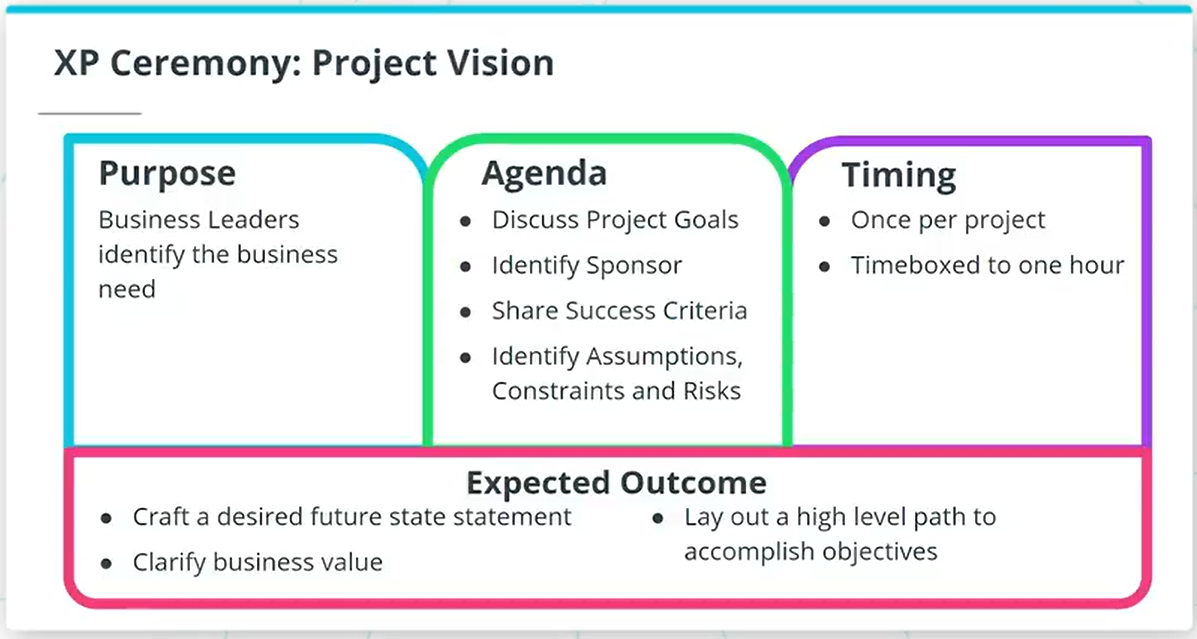 XP Ceremony: Project Vision
Purpose
Business Leaders
identify the business
need
Agenda
• Discuss Project Goals
• Identify Sponsor
• Share Success Criteria
• Identify Assumptions,
Constraints and Risks
Timing
• Once per project
• Timeboxed to one hour
Expected Outcome
• Craft a desired future state statement
• Clarify business value
• Lay out a high level path to
accomplish objectives